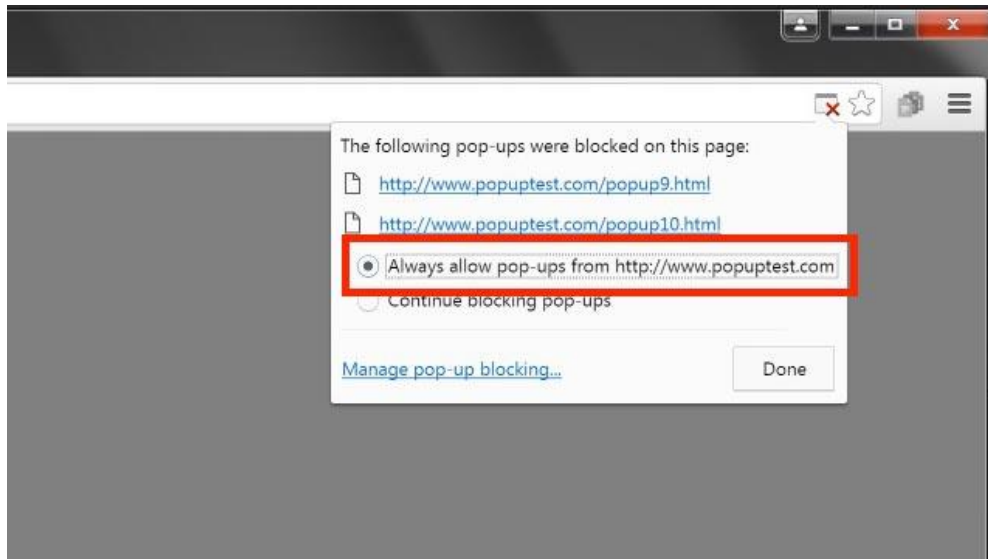 The following pop-ups were blocked on this page:
http://www.popuptest.com/popup9.html
http://www.popuptest.com/popup10.html
Always allow pop-ups from http://www.popuptest.com
Continue blocking pop-ups
Manage pop-up blocking...
Done